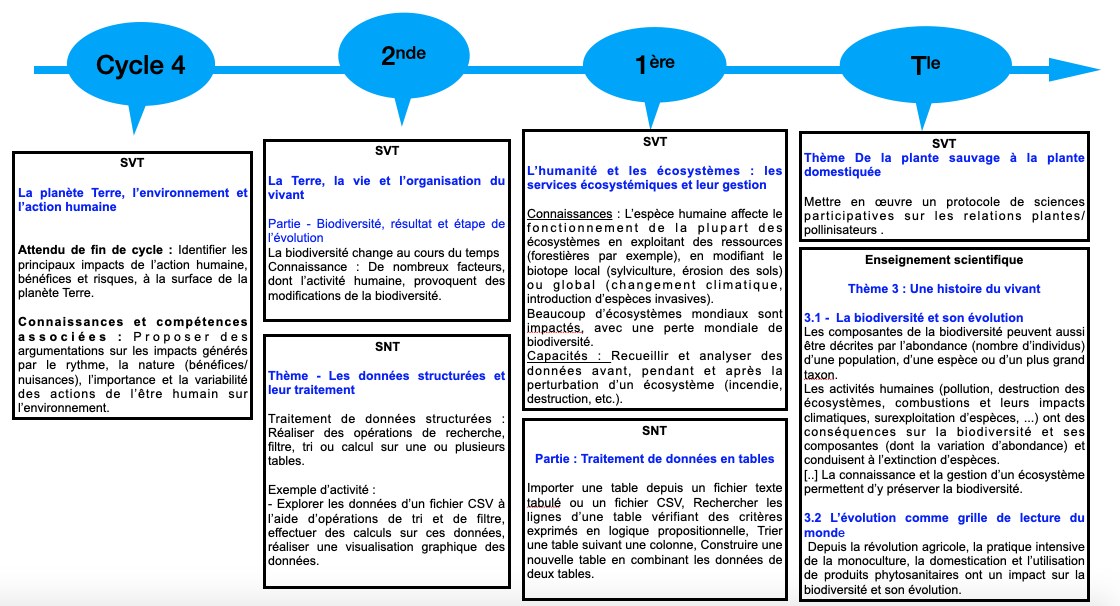 Cycle 4
2nde
1ère
Tle
SVT
La planète Terre, l'environnement et
l'action humaine
Attendu de fin de cycle : Identifier les
principaux impacts de l'action humaine,
bénéfices et risques, à la surface de la
planète Terre.
Connaissances et compétences
associées : Proposer des
argumentations sur les impacts générés
par le rythme, la nature (bénéfices/
nuisances), l'importance et la variabilité
des actions de l'être humain sur
l'environnement.
SVT
La Terre, la vie et l'organisation du
vivant
Partie - Biodiversité, résultat et étape de
l'évolution
La biodiversité change au cours du temps
Connaissance : De nombreux facteurs,
dont l'activité humaine, provoquent des
modifications de la biodiversité.
SNT
Thème - Les données structurées et
leur traitement
Traitement de données structurées :
Réaliser des opérations de recherche,
filtre, tri ou calcul sur une ou plusieurs
tables.
Exemple d'activité :
- Explorer les données d'un fichier CSV à
l'aide d'opérations de tri et de filtre,
effectuer des calculs sur ces données,
réaliser une visualisation graphique des
données.
SVT
L'humanité et les écosystèmes : les
services écosystémiques et leur gestion
Connaissances : L'espèce humaine affecte le
fonctionnement de la plupart des
écosystèmes en exploitant des ressources
(forestières par exemple), en modifiant le
biotope local (sylviculture, érosion des sols)
ou global (changement climatique,
introduction d'espèces invasives).
Beaucoup d'écosystèmes mondiaux sont
impactés, avec une perte mondiale de
biodiversité.
Capacités : Recueillir et analyser des
données avant, pendant et après la
perturbation d'un écosystème (incendie,
destruction, etc.).
SNT
Partie : Traitement de données en tables
Importer une table depuis un fichier texte
tabulé ou un fichier CSV, Rechercher les
lignes d'une table vérifiant des critères
exprimés en logique propositionnelle, Trier
une table suivant une colonne, Construire une
nouvelle table en combinant les données de
deux tables.
SVT
Thème De la plante sauvage à la plante
domestiquée
Mettre en œuvre un protocole de sciences
participatives sur les relations plantes/
pollinisateurs .
Enseignement scientifique
Thème 3 : Une histoire du vivant
3.1 - La biodiversité et son évolution
Les composantes de la biodiversité peuvent aussi
être décrites par l'abondance (nombre d'individus)
d'une population, d'une espèce ou d'un plus grand
taxon.
Les activités humaines (pollution, destruction des
écosystèmes, combustions et leurs impacts
climatiques, surexploitation d'espèces, ...) ont des
conséquences sur la biodiversité et ses
composantes (dont la variation d'abondance) et
conduisent à l'extinction d'espèces.
[..] La connaissance et la gestion d'un écosystème
permettent d'y préserver la biodiversité.
3.2 L'évolution comme grille de lecture du
monde
Depuis la révolution agricole, la pratique intensive
de la monoculture, la domestication et l'utilisation
de produits phytosanitaires ont un impact sur la
biodiversité et son évolution.